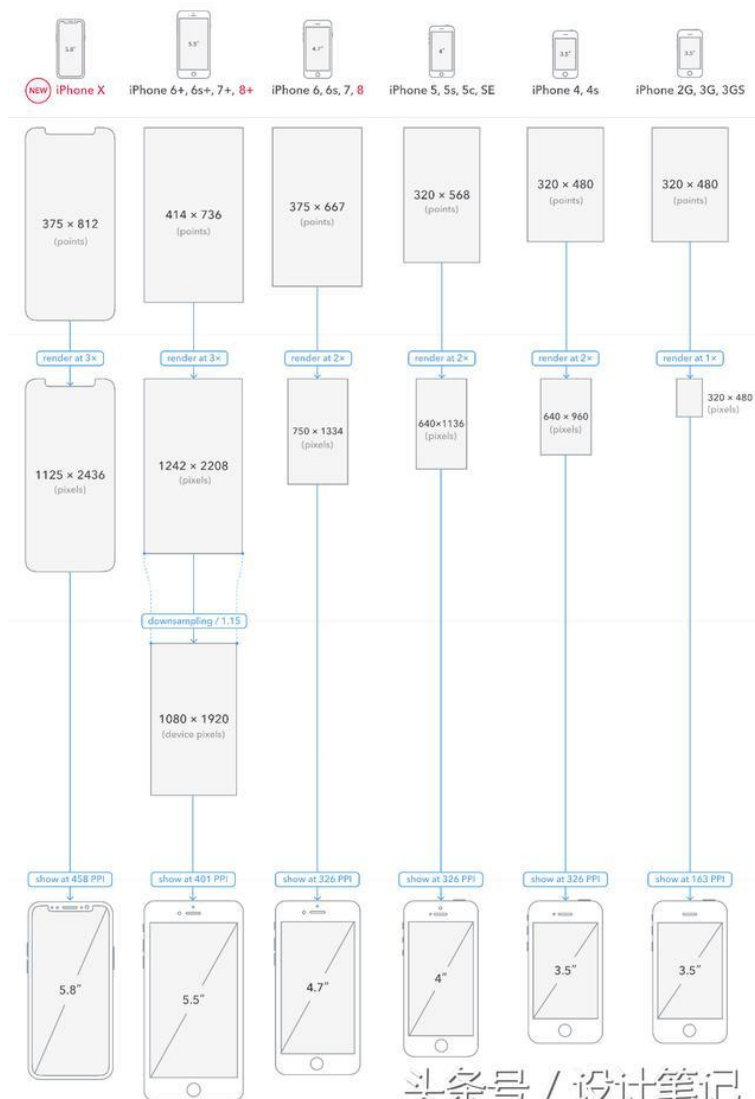 5.8"
5.5"
4.7"
4"
3.5"
3.5"
NEW iPhone X
iPhone 6+, 6s+, 7+, 8+
iPhone 6, 6s, 7, 8
iPhone 5, 5s, 5c, SE
iPhone 4, 4s
iPhone 2G, 3G, 3GS
375 × 812
(points)
414 × 736
(points)
375 × 667
(points)
320 × 568
(points)
320 × 480
(points)
320 × 480
(points)
render at 3×
render at 3×
render at 2×
render at 2×
render at 2×
render at 1×
1125 × 2436
(pixels)
1242 × 2208
(pixels)
750 × 1334
(pixels)
640×1136
(pixels)
640 × 960
(pixels)
320 × 480
(pixels)
downsampling / 1.15
1080 × 1920
(device pixels)
show at 458 PPI
show at 401 PPI
show at 326 PPI
show at 326 PPI
show at 326 PPI
show at 163 PPI
5.8"
5.5"
4.7"
4"
3.5"
3.5"
头条号 / 设计笔记